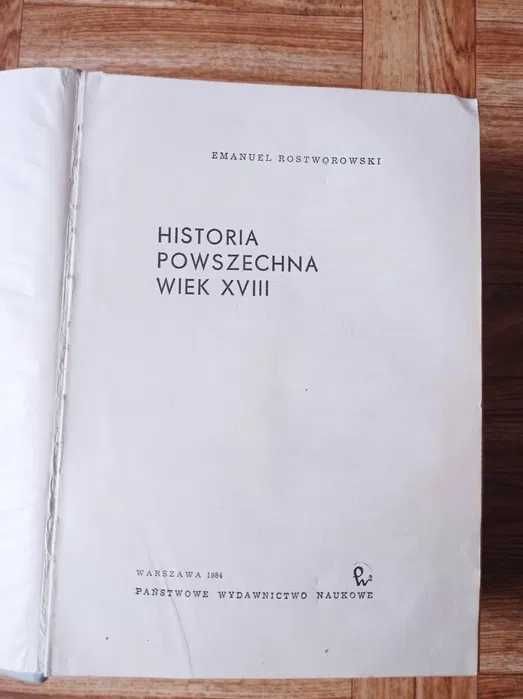 EMANUEL ROSTWOROWSKI
HISTORIA
POWSZECHNA
WIEK XVIII
WARSZAWA 1984
PAŃSTWOWE WYDAWNICTWO NAUKOWE